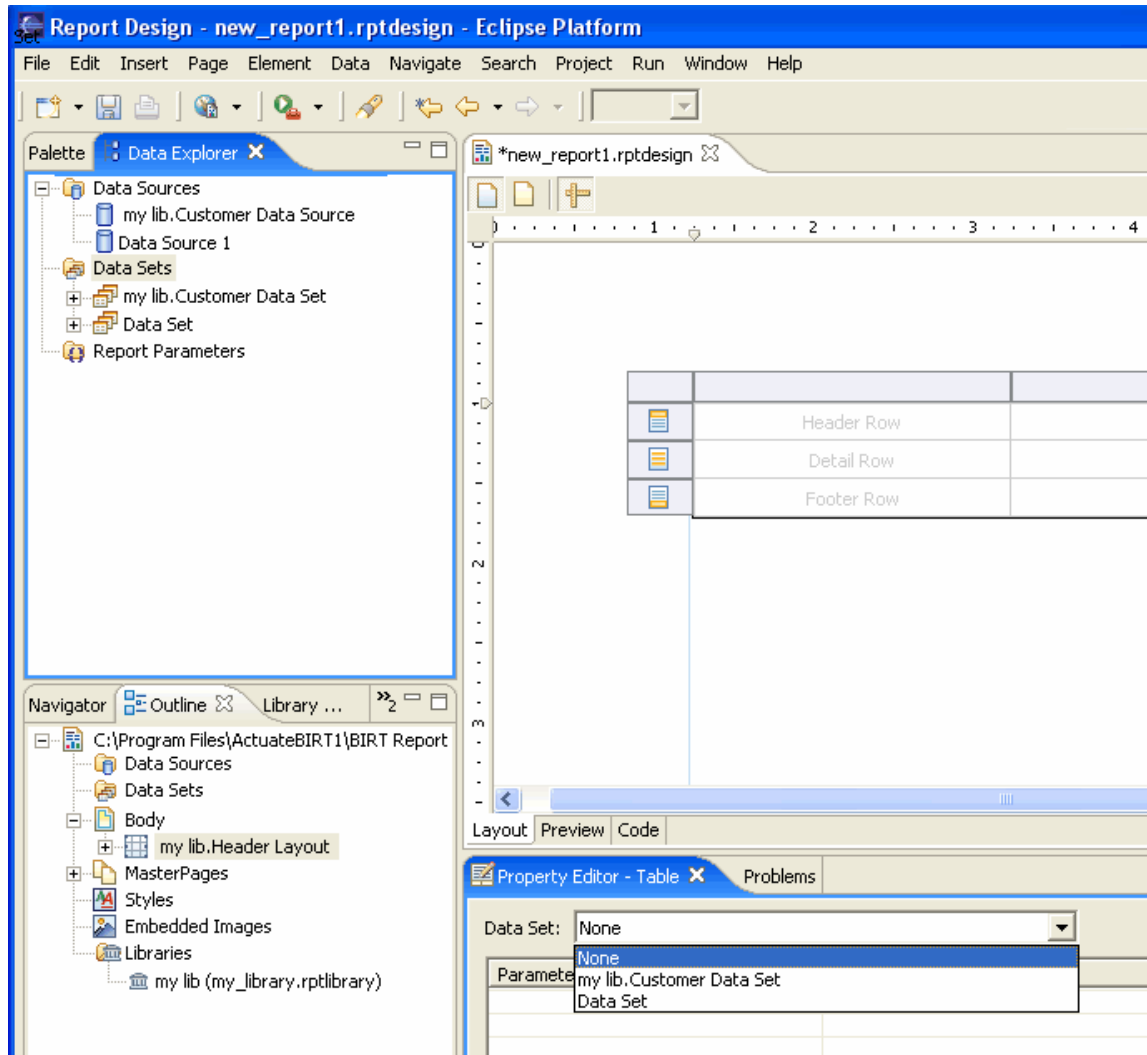 Report Design - new_report1.rptdesign - Eclipse Platform
Set
File Edit Insert Page Element Data Navigate Search Project Run Window Help
Palette Data Explorer
Data Sources
my lib.Customer Data Source
Data Source 1
Data Sets
my lib.Customer Data Set
Data Set
Report Parameters
*new_report1.rptdesign
1 2 3 4
1
2
3
Header Row
Detail Row
Footer Row
Layout Preview Code
Navigator Outline Library ... »2
C:\Program Files\ActuateBIRT1\BIRT Report
Data Sources
Data Sets
Body
my lib.Header Layout
MasterPages
Styles
Embedded Images
Libraries
my lib (my_library.rptlibrary)
Property Editor - Table Problems
Data Set: None
None
my lib.Customer Data Set
Data Set
Paramete